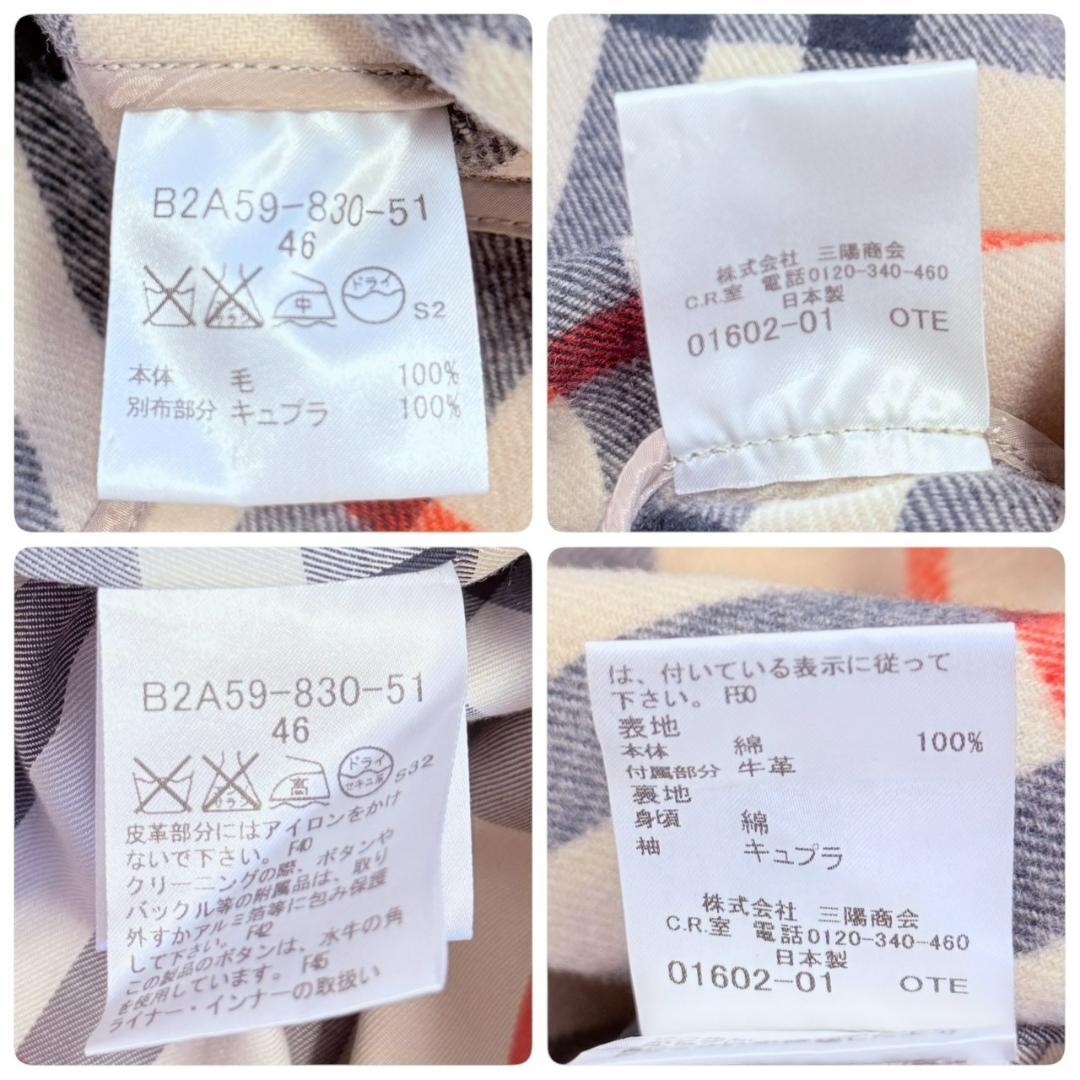 B2A59-830-51
46
中 ドライ S2
本体 毛 100%
別布部分 キュプラ 100%
株式会社 三陽商会
C.R.室 電話0120-340-460
日本製
01602-01 OTE
B2A59-830-51
46
高 ドライ セキユ系 S32
皮革部分にはアイロンをかけ
ないで下さい。 F40
クリーニングの際、ボタンや
バックル等の附属品は、取り
外すかアルミ箔等に包み保護
して下さい。 F42
この製品のボタンは、水牛の角
を使用しています。 F45
ライナー・インナーの取扱い
は、付いている表示に従って
下さい。 F50
表地
本体 綿 100%
付属部分 牛革
裏地
身頃 綿
袖 キュプラ
株式会社 三陽商会
C.R.室 電話0120-340-460
日本製
01602-01 OTE